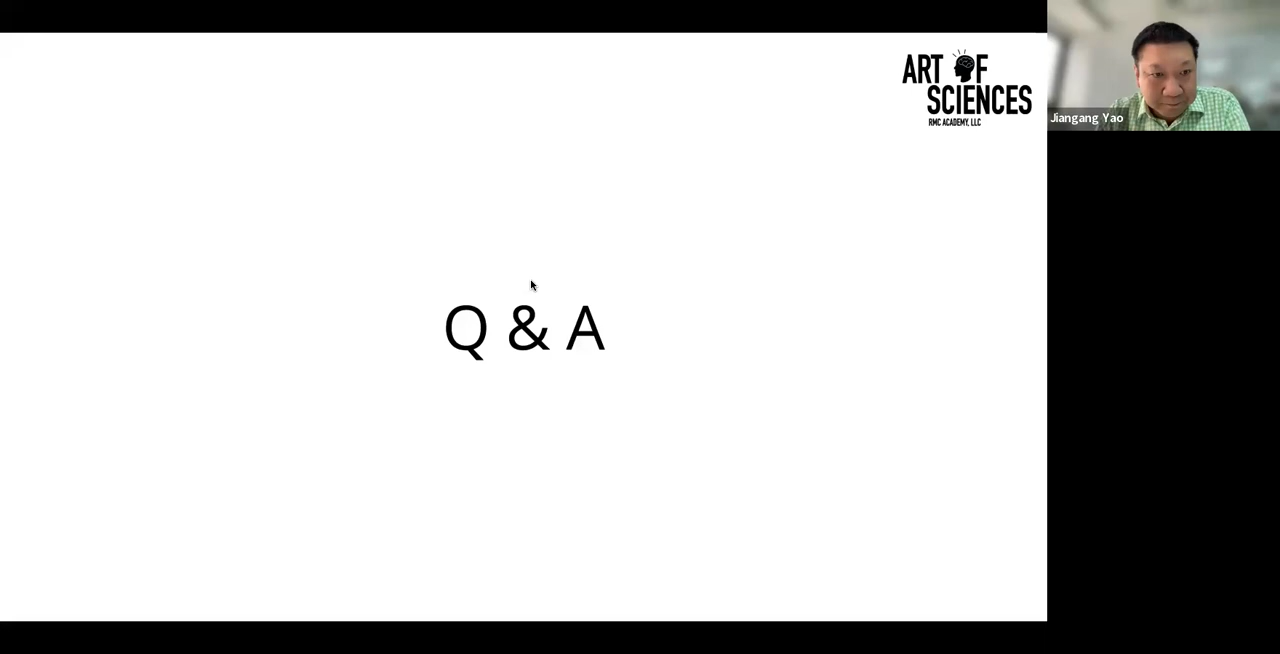 ART OF
SCIENCES
RMC ACADEMY, LLC
Jiangang Yao
Q & A